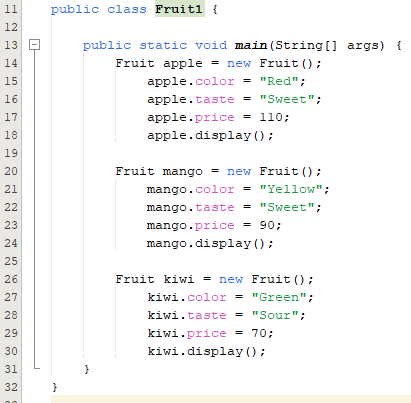 11 public class Fruit1 {
12
13 public static void main(String[] args) {
14 Fruit apple = new Fruit();
15 apple.color = "Red";
16 apple.taste = "Sweet";
17 apple.price = 110;
18 apple.display();
19
20 Fruit mango = new Fruit();
21 mango.color = "Yellow";
22 mango.taste = "Sweet";
23 mango.price = 90;
24 mango.display();
25
26 Fruit kiwi = new Fruit();
27 kiwi.color = "Green";
28 kiwi.taste = "Sour";
29 kiwi.price = 70;
30 kiwi.display();
31 }
32 }